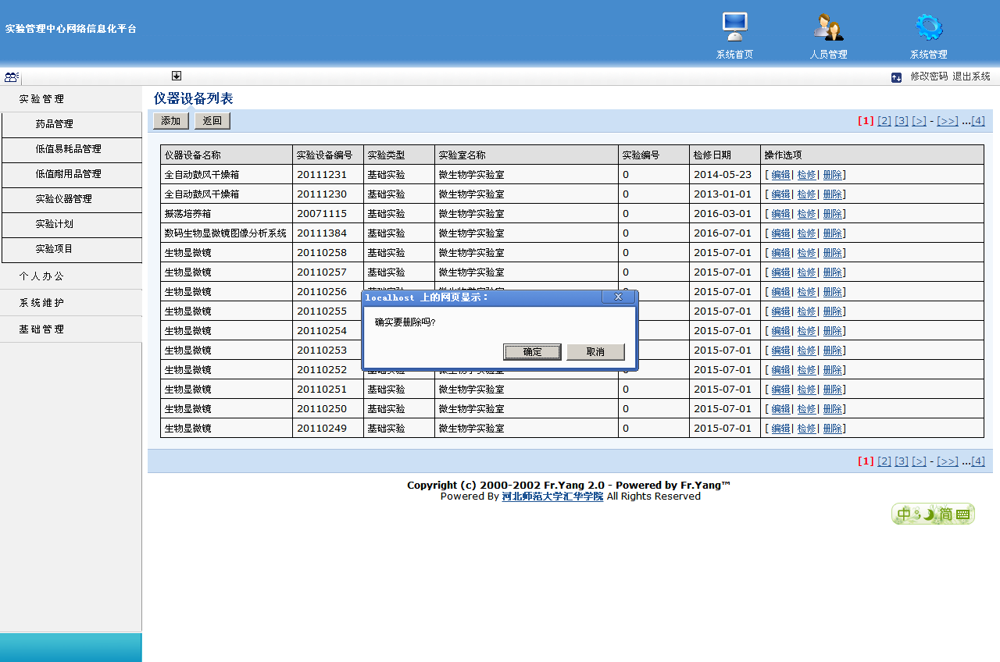 实验管理中心网络信息化平台
系统首页 人员管理 系统管理
修改密码 退出系统
实验管理
药品管理
低值易耗品管理
低值耐用品管理
实验仪器管理
实验计划
实验项目
个人办公
系统维护
基础管理
仪器设备列表
添加 返回 [1] [2] [3] [>] - [>>] ...[4]
仪器设备名称 实验设备编号 实验类型 实验室名称 实验编号 检修日期 操作选项
全自动鼓风干燥箱 20111231 基础实验 微生物学实验室 0 2014-05-23 [ 编辑| 检修| 删除]
全自动鼓风干燥箱 20111230 基础实验 微生物学实验室 0 2013-01-01 [ 编辑| 检修| 删除]
振荡培养箱 20071115 基础实验 微生物学实验室 0 2016-03-01 [ 编辑| 检修| 删除]
数码生物显微镜图像分析系统 20111384 基础实验 微生物学实验室 0 2016-07-01 [ 编辑| 检修| 删除]
生物显微镜 20110258 基础实验 微生物学实验室 0 2015-07-01 [ 编辑| 检修| 删除]
生物显微镜 20110257 基础实验 微生物学实验室 0 2015-07-01 [ 编辑| 检修| 删除]
生物显微镜 20110256 2015-07-01 [ 编辑| 检修| 删除]
生物显微镜 20110255 2015-07-01 [ 编辑| 检修| 删除]
生物显微镜 20110254 2015-07-01 [ 编辑| 检修| 删除]
生物显微镜 20110253 2015-07-01 [ 编辑| 检修| 删除]
生物显微镜 20110252 2015-07-01 [ 编辑| 检修| 删除]
生物显微镜 20110251 基础实验 微生物学实验室 0 2015-07-01 [ 编辑| 检修| 删除]
生物显微镜 20110250 基础实验 微生物学实验室 0 2015-07-01 [ 编辑| 检修| 删除]
生物显微镜 20110249 基础实验 微生物学实验室 0 2015-07-01 [ 编辑| 检修| 删除]
localhost 上的网页显示：
确实要删除吗?
确定 取消
[1] [2] [3] [>] - [>>] ...[4]
Copyright (c) 2000-2002 Fr.Yang 2.0 - Powered by Fr.Yang™
Powered By 河北师范大学汇华学院 All Rights Reserved
中 简